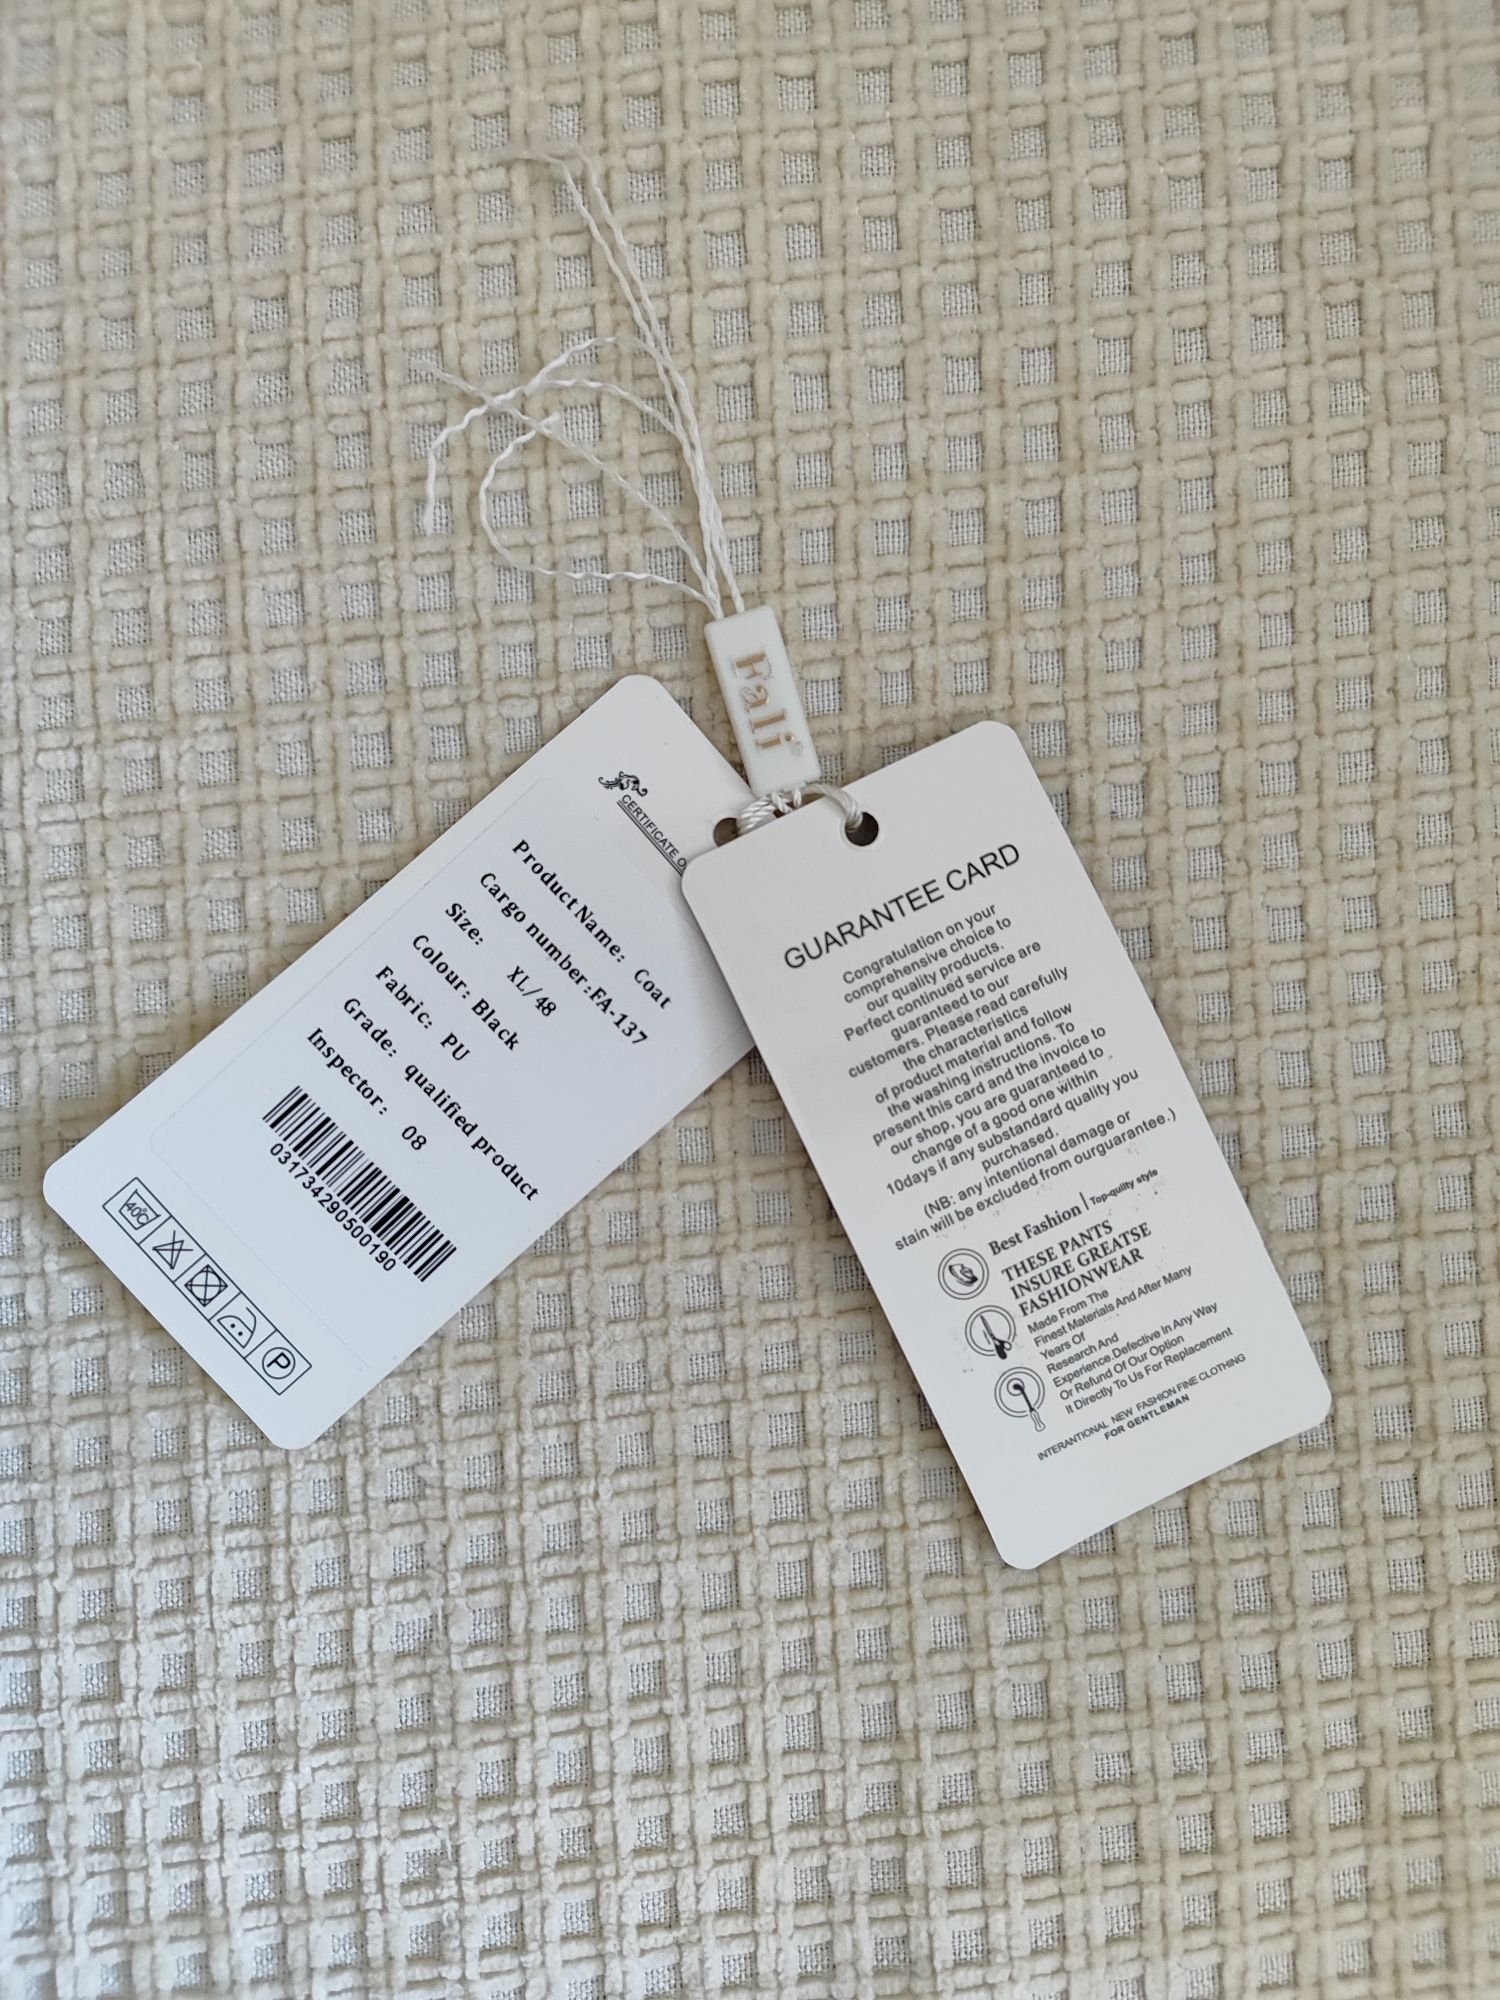 Fali
CERTIFICATE O
Product Name: Coat
Cargo number:FA-137
Size: XL/48
Colour: Black
Fabric: PU
Grade: qualified product
Inspector: 08
031734290500190
40℃
P
GUARANTEE CARD
Congratulation on your
comprehensive choice to
our quality products.
Perfect continued service are
guaranteed to our
customers. Please read carefully
the characteristics
of product material and follow
the washing instructions. To
present this card and the invoice to
our shop, you are guaranteed to
change of a good one within
10days if any substandard quality you
purchased.
(NB: any intentional damage or
stain will be excluded from ourguarantee.)
Best Fashion | Top-quilty style
THESE PANTS
INSURE GREATSE
FASHIONWEAR
Made From The
Finest Materials And After Many
Years Of
Research And
Experience.Defective in Any Way
Or Refund Of Our Option
it Directly To Us For Replacement
INTERANTIONAL NEW FASHION FINE CLOTHING
FOR GENTLEMAN